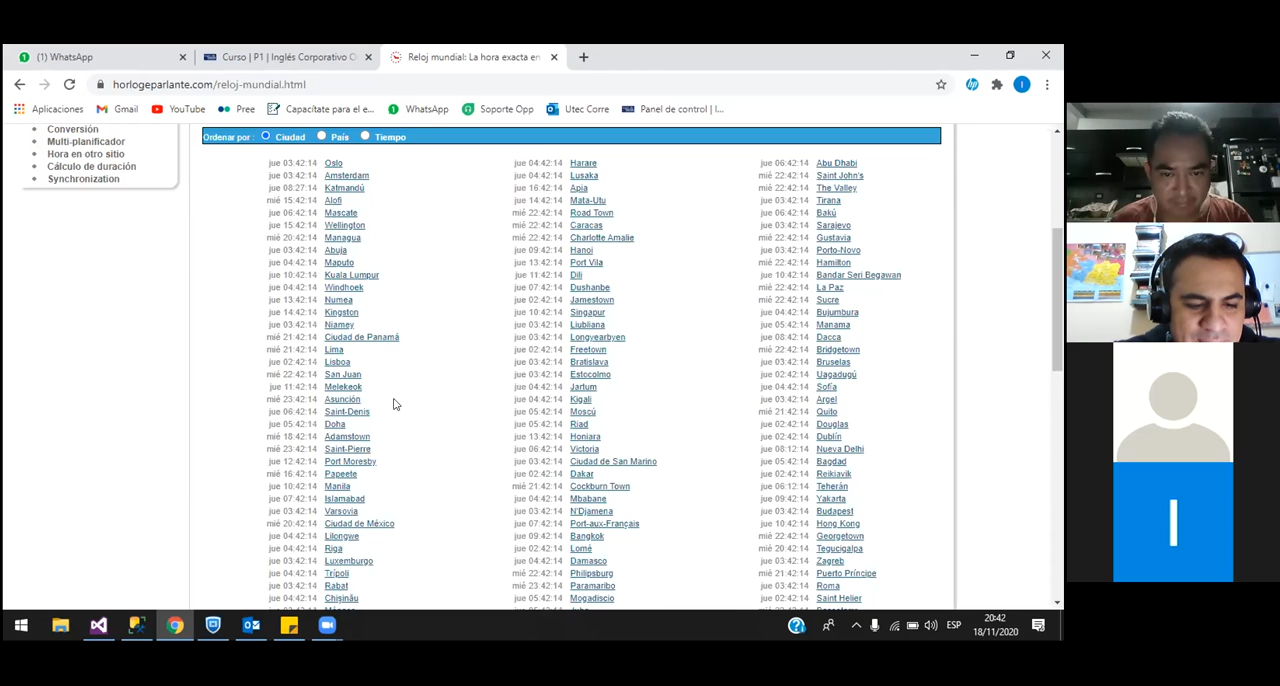 (1) WhatsApp
Curso | P1 | Inglés Corporativo O
Reloj mundial: La hora exacta en
horlogeparlante.com/reloj-mundial.html
Aplicaciones
Gmail
YouTube
Pree
Capacítate para el e...
WhatsApp
Soporte Opp
Utec Corre
Panel de control | I...
Conversión
Multi-planificador
Hora en otro sitio
Cálculo de duración
Synchronization
Ordenar por : Ciudad País Tiempo
jue 03:42:14 Oslo
jue 03:42:14 Amsterdam
jue 08:27:14 Katmandú
mié 15:42:14 Alofi
jue 06:42:14 Mascate
jue 15:42:14 Wellington
mié 20:42:14 Managua
jue 03:42:14 Abuja
jue 04:42:14 Maputo
jue 10:42:14 Kuala Lumpur
jue 04:42:14 Windhoek
jue 13:42:14 Numea
mié 21:42:14 Kingston
jue 03:42:14 Niamey
mié 21:42:14 Ciudad de Panamá
mié 21:42:14 Lima
jue 02:42:14 Lisboa
mié 22:42:14 San Juan
jue 11:42:14 Melekeok
mié 23:42:14 Asunción
jue 06:42:14 Saint-Denis
jue 05:42:14 Doha
mié 18:42:14 Adamstown
mié 23:42:14 Saint-Pierre
jue 12:42:14 Port Moresby
mié 16:42:14 Papeete
jue 10:42:14 Manila
jue 07:42:14 Islamabad
jue 03:42:14 Varsovia
mié 20:42:14 Ciudad de México
jue 04:42:14 Lilongwe
jue 04:42:14 Riga
jue 03:42:14 Luxemburgo
jue 04:42:14 Trípoli
jue 03:42:14 Rabat
jue 04:42:14 Chișinău
jue 04:42:14 Harare
jue 04:42:14 Lusaka
jue 16:42:14 Apia
jue 14:42:14 Mata-Utu
mié 22:42:14 Road Town
mié 22:42:14 Caracas
mié 22:42:14 Charlotte Amalie
jue 09:42:14 Hanoi
jue 13:42:14 Port Vila
jue 11:42:14 Dili
jue 07:42:14 Dushanbe
jue 02:42:14 Jamestown
jue 10:42:14 Singapur
jue 03:42:14 Liubliana
jue 03:42:14 Longyearbyen
jue 02:42:14 Freetown
jue 03:42:14 Bratislava
jue 03:42:14 Estocolmo
jue 04:42:14 Jartum
jue 04:42:14 Kigali
jue 05:42:14 Moscú
jue 05:42:14 Riad
jue 13:42:14 Honiara
jue 06:42:14 Victoria
jue 03:42:14 Ciudad de San Marino
jue 02:42:14 Dakar
mié 21:42:14 Cockburn Town
jue 04:42:14 Mbabane
jue 03:42:14 N'Djamena
jue 07:42:14 Port-aux-Français
jue 09:42:14 Bangkok
jue 02:42:14 Lomé
jue 04:42:14 Damasco
mié 22:42:14 Philipsburg
mié 23:42:14 Paramaribo
jue 05:42:14 Mogadiscio
jue 06:42:14 Abu Dhabi
mié 22:42:14 Saint John's
mié 22:42:14 The Valley
jue 03:42:14 Tirana
jue 06:42:14 Bakú
jue 03:42:14 Sarajevo
mié 22:42:14 Gustavia
jue 03:42:14 Porto-Novo
mié 22:42:14 Hamilton
jue 10:42:14 Bandar Seri Begawan
mié 22:42:14 La Paz
mié 22:42:14 Sucre
jue 04:42:14 Bujumbura
jue 05:42:14 Manama
jue 08:42:14 Dacca
mié 22:42:14 Bridgetown
jue 03:42:14 Bruselas
jue 02:42:14 Uagadugú
jue 04:42:14 Sofía
jue 03:42:14 Argel
mié 21:42:14 Quito
jue 02:42:14 Douglas
jue 02:42:14 Dublín
jue 08:12:14 Nueva Delhi
jue 05:42:14 Bagdad
jue 02:42:14 Reikiavik
jue 06:12:14 Teherán
jue 09:42:14 Yakarta
jue 03:42:14 Budapest
jue 10:42:14 Hong Kong
mié 22:42:14 Georgetown
mié 20:42:14 Tegucigalpa
jue 03:42:14 Zagreb
mié 21:42:14 Puerto Príncipe
jue 03:42:14 Roma
jue 02:42:14 Saint Helier
ESP
20:42
18/11/2020
I